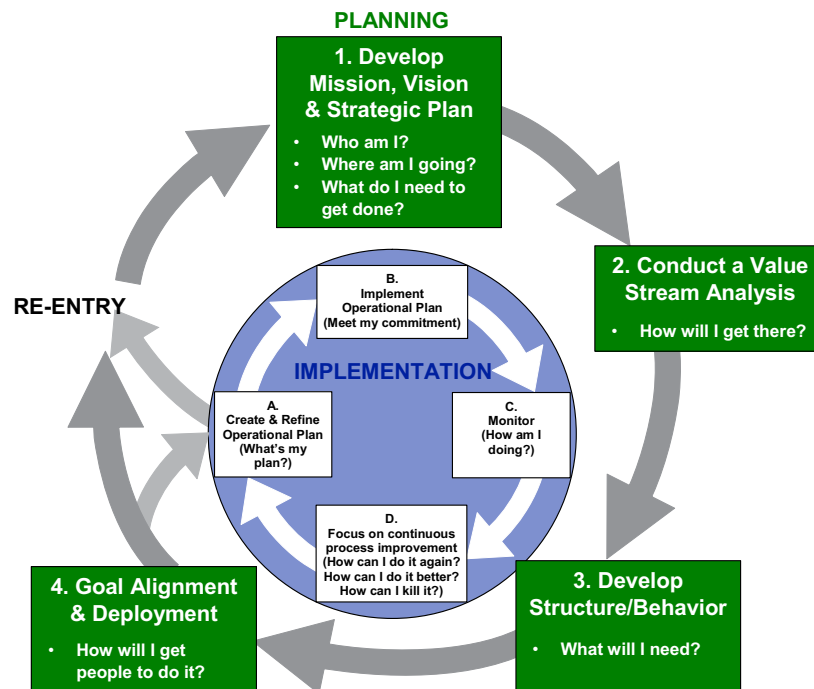 PLANNING
1. Develop
Mission, Vision
& Strategic Plan
• Who am I?
• Where am I going?
• What do I need to
get done?
2. Conduct a Value
Stream Analysis
• How will I get there?
3. Develop
Structure/Behavior
• What will I need?
4. Goal Alignment
& Deployment
• How will I get
people to do it?
RE-ENTRY
IMPLEMENTATION
A.
Create & Refine
Operational Plan
(What's my
plan?)
B.
Implement
Operational Plan
(Meet my commitment)
C.
Monitor
(How am I
doing?)
D.
Focus on continuous
process improvement
(How can I do it again?
How can I do it better?
How can I kill it?)